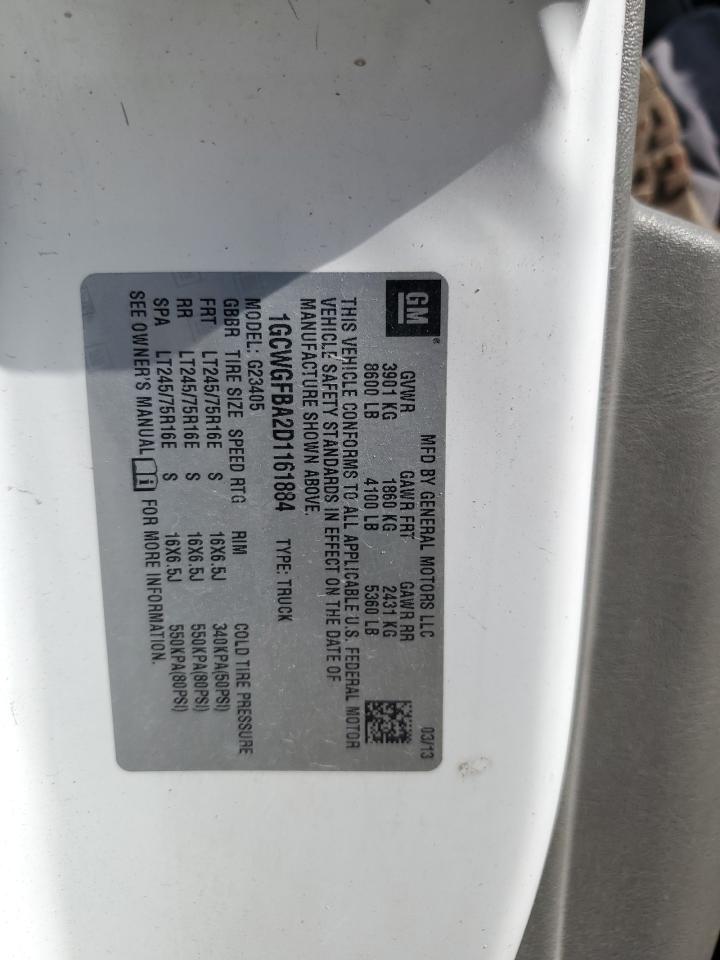 GM®
MFD BY GENERAL MOTORS LLC 03/13
GVWR GAWR FRT GAWR RR
3901 KG 1860 KG 2431 KG
8600 LB 4100 LB 5360 LB
THIS VEHICLE CONFORMS TO ALL APPLICABLE U.S. FEDERAL MOTOR
VEHICLE SAFETY STANDARDS IN EFFECT ON THE DATE OF
MANUFACTURE SHOWN ABOVE.
1GCWGFBA2D1161884 TYPE: TRUCK
MODEL: G23405
GBBR TIRE SIZE SPEED RTG RIM COLD TIRE PRESSURE
FRT LT245/75R16E S 16X6.5J 340KPA(50PSI)
RR LT245/75R16E S 16X6.5J 550KPA(80PSI)
SPA LT245/75R16E S 16X6.5J 550KPA(80PSI)
SEE OWNER'S MANUAL FOR MORE INFORMATION.